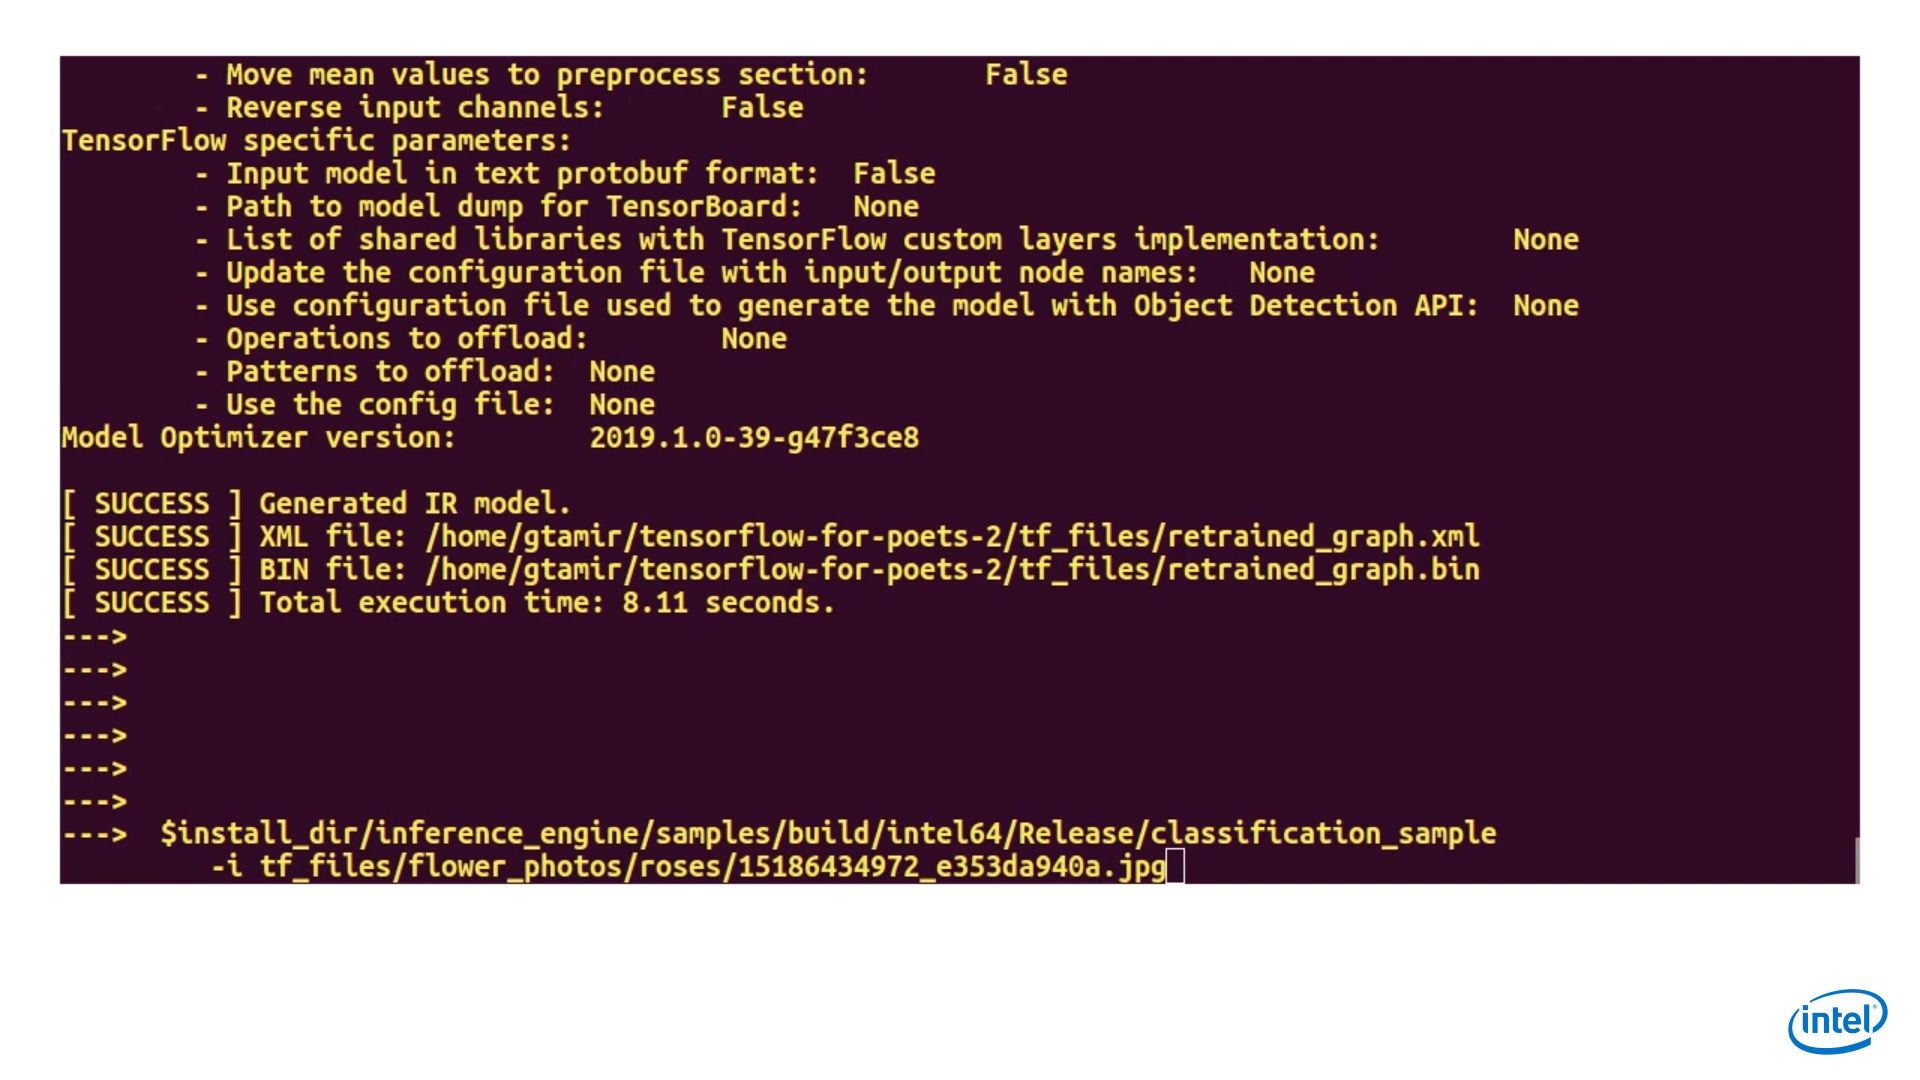 - Move mean values to preprocess section: False
- Reverse input channels: False
TensorFlow specific parameters:
- Input model in text protobuf format: False
- Path to model dump for TensorBoard: None
- List of shared libraries with TensorFlow custom layers implementation: None
- Update the configuration file with input/output node names: None
- Use configuration file used to generate the model with Object Detection API: None
- Operations to offload: None
- Patterns to offload: None
- Use the config file: None
Model Optimizer version: 2019.1.0-39-g47f3ce8
[ SUCCESS ] Generated IR model.
[ SUCCESS ] XML file: /home/gtamir/tensorflow-for-poets-2/tf_files/retrained_graph.xml
[ SUCCESS ] BIN file: /home/gtamir/tensorflow-for-poets-2/tf_files/retrained_graph.bin
[ SUCCESS ] Total execution time: 8.11 seconds.
--->
--->
--->
--->
--->
--->
---> $install_dir/inference_engine/samples/build/intel64/Release/classification_sample
-i tf_files/flower_photos/roses/15186434972_e353da940a.jpg
intel